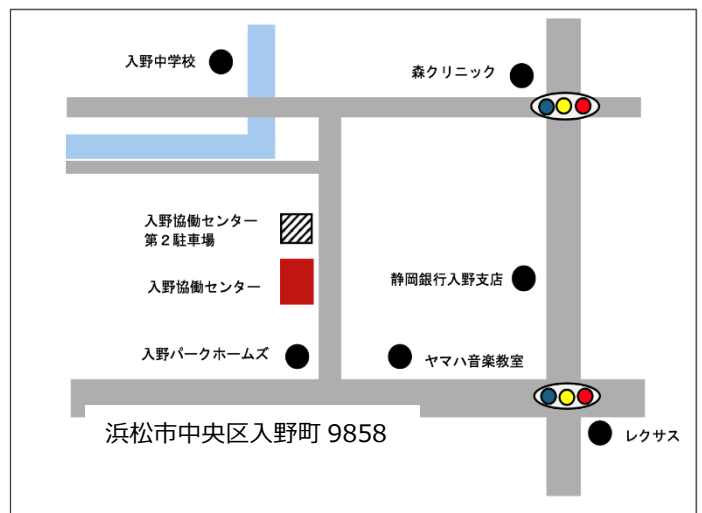 入野中学校
森クリニック
入野協働センター
第２駐車場
入野協働センター
静岡銀行入野支店
入野パークホームズ
ヤマハ音楽教室
浜松市中央区入野町 9858
レクサス